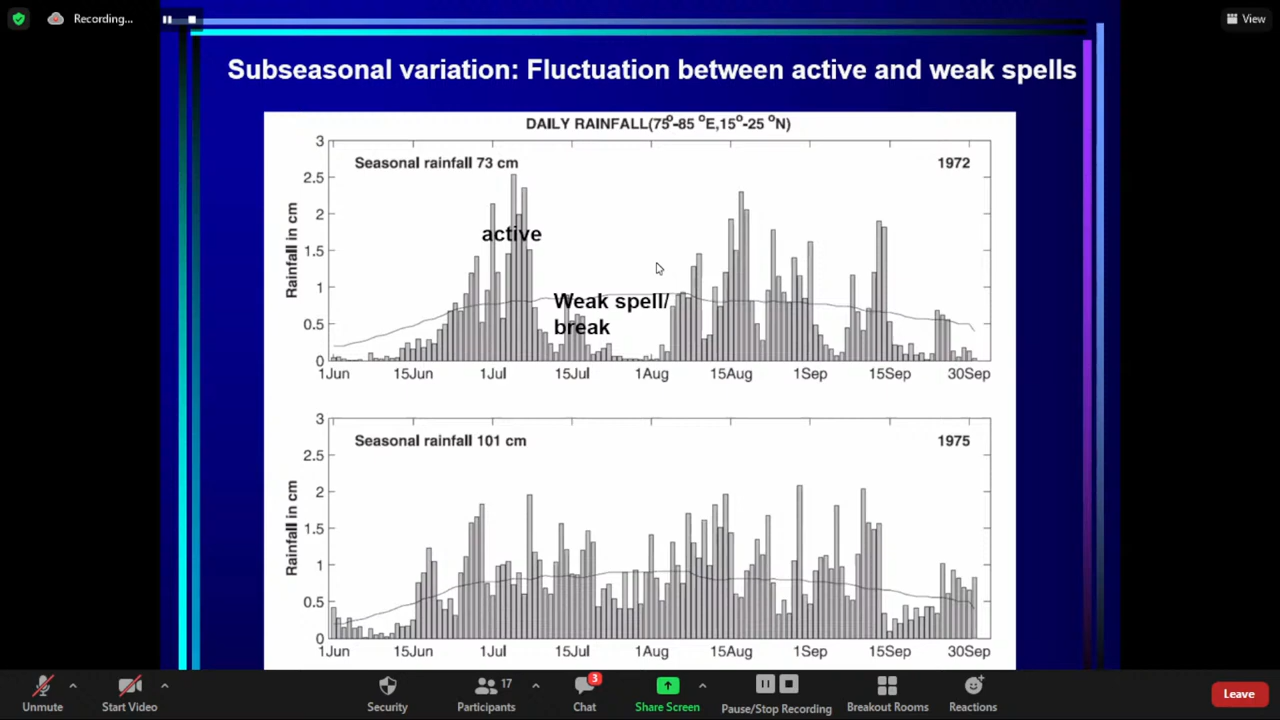 Recording...
View
Subseasonal variation: Fluctuation between active and weak spells
DAILY RAINFALL(75°-85 °E,15°-25 °N)
3
Seasonal rainfall 73 cm
1972
2.5
2
active
1.5
Rainfall in cm
1
Weak spell/
break
0.5
0
1Jun 15Jun 1Jul 15Jul 1Aug 15Aug 1Sep 15Sep 30Sep
3
Seasonal rainfall 101 cm
1975
2.5
2
1.5
Rainfall in cm
1
0.5
0
1Jun 15Jun 1Jul 15Jul 1Aug 15Aug 1Sep 15Sep 30Sep
17
3
Unmute Start Video Security Participants Chat Share Screen Pause/Stop Recording Breakout Rooms Reactions Leave